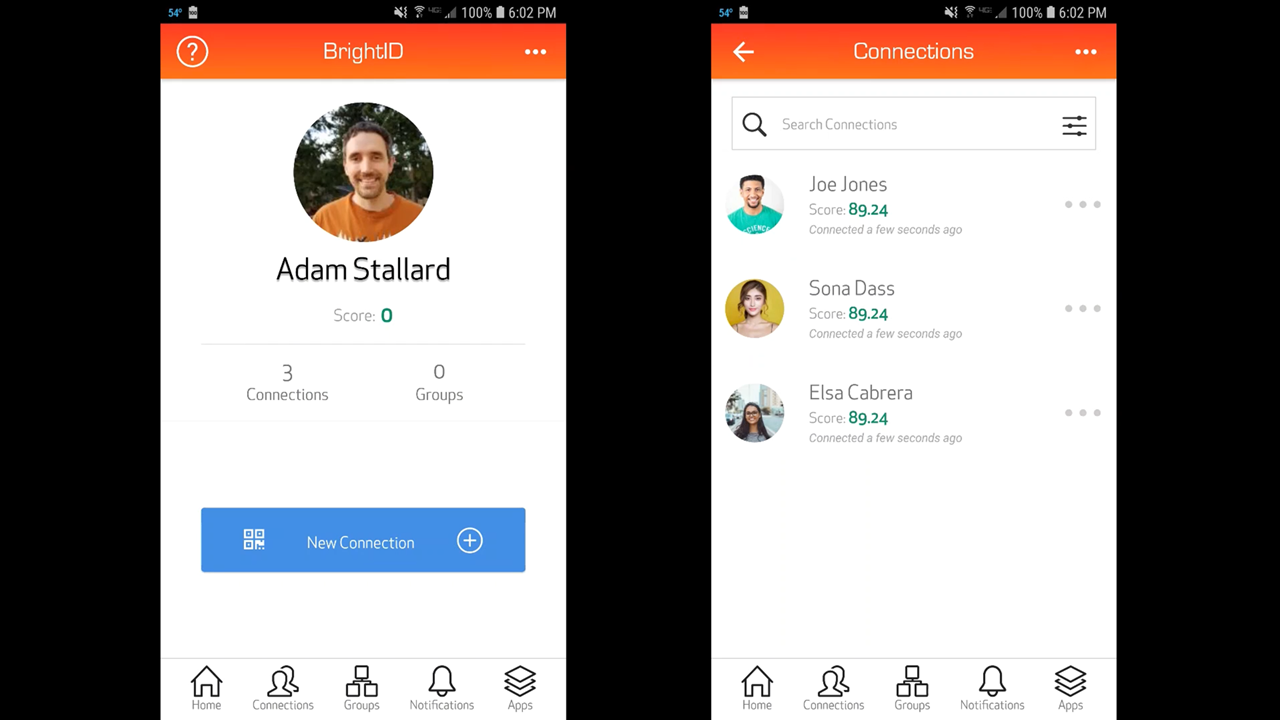 54°
100% 6:02 PM
BrightID
Adam Stallard
Score: 0
3
Connections
0
Groups
New Connection
Home
Connections
Groups
Notifications
Apps
54°
100% 6:02 PM
Connections
Search Connections
Joe Jones
Score: 89.24
Connected a few seconds ago
Sona Dass
Score: 89.24
Connected a few seconds ago
Elsa Cabrera
Score: 89.24
Connected a few seconds ago
Home
Connections
Groups
Notifications
Apps